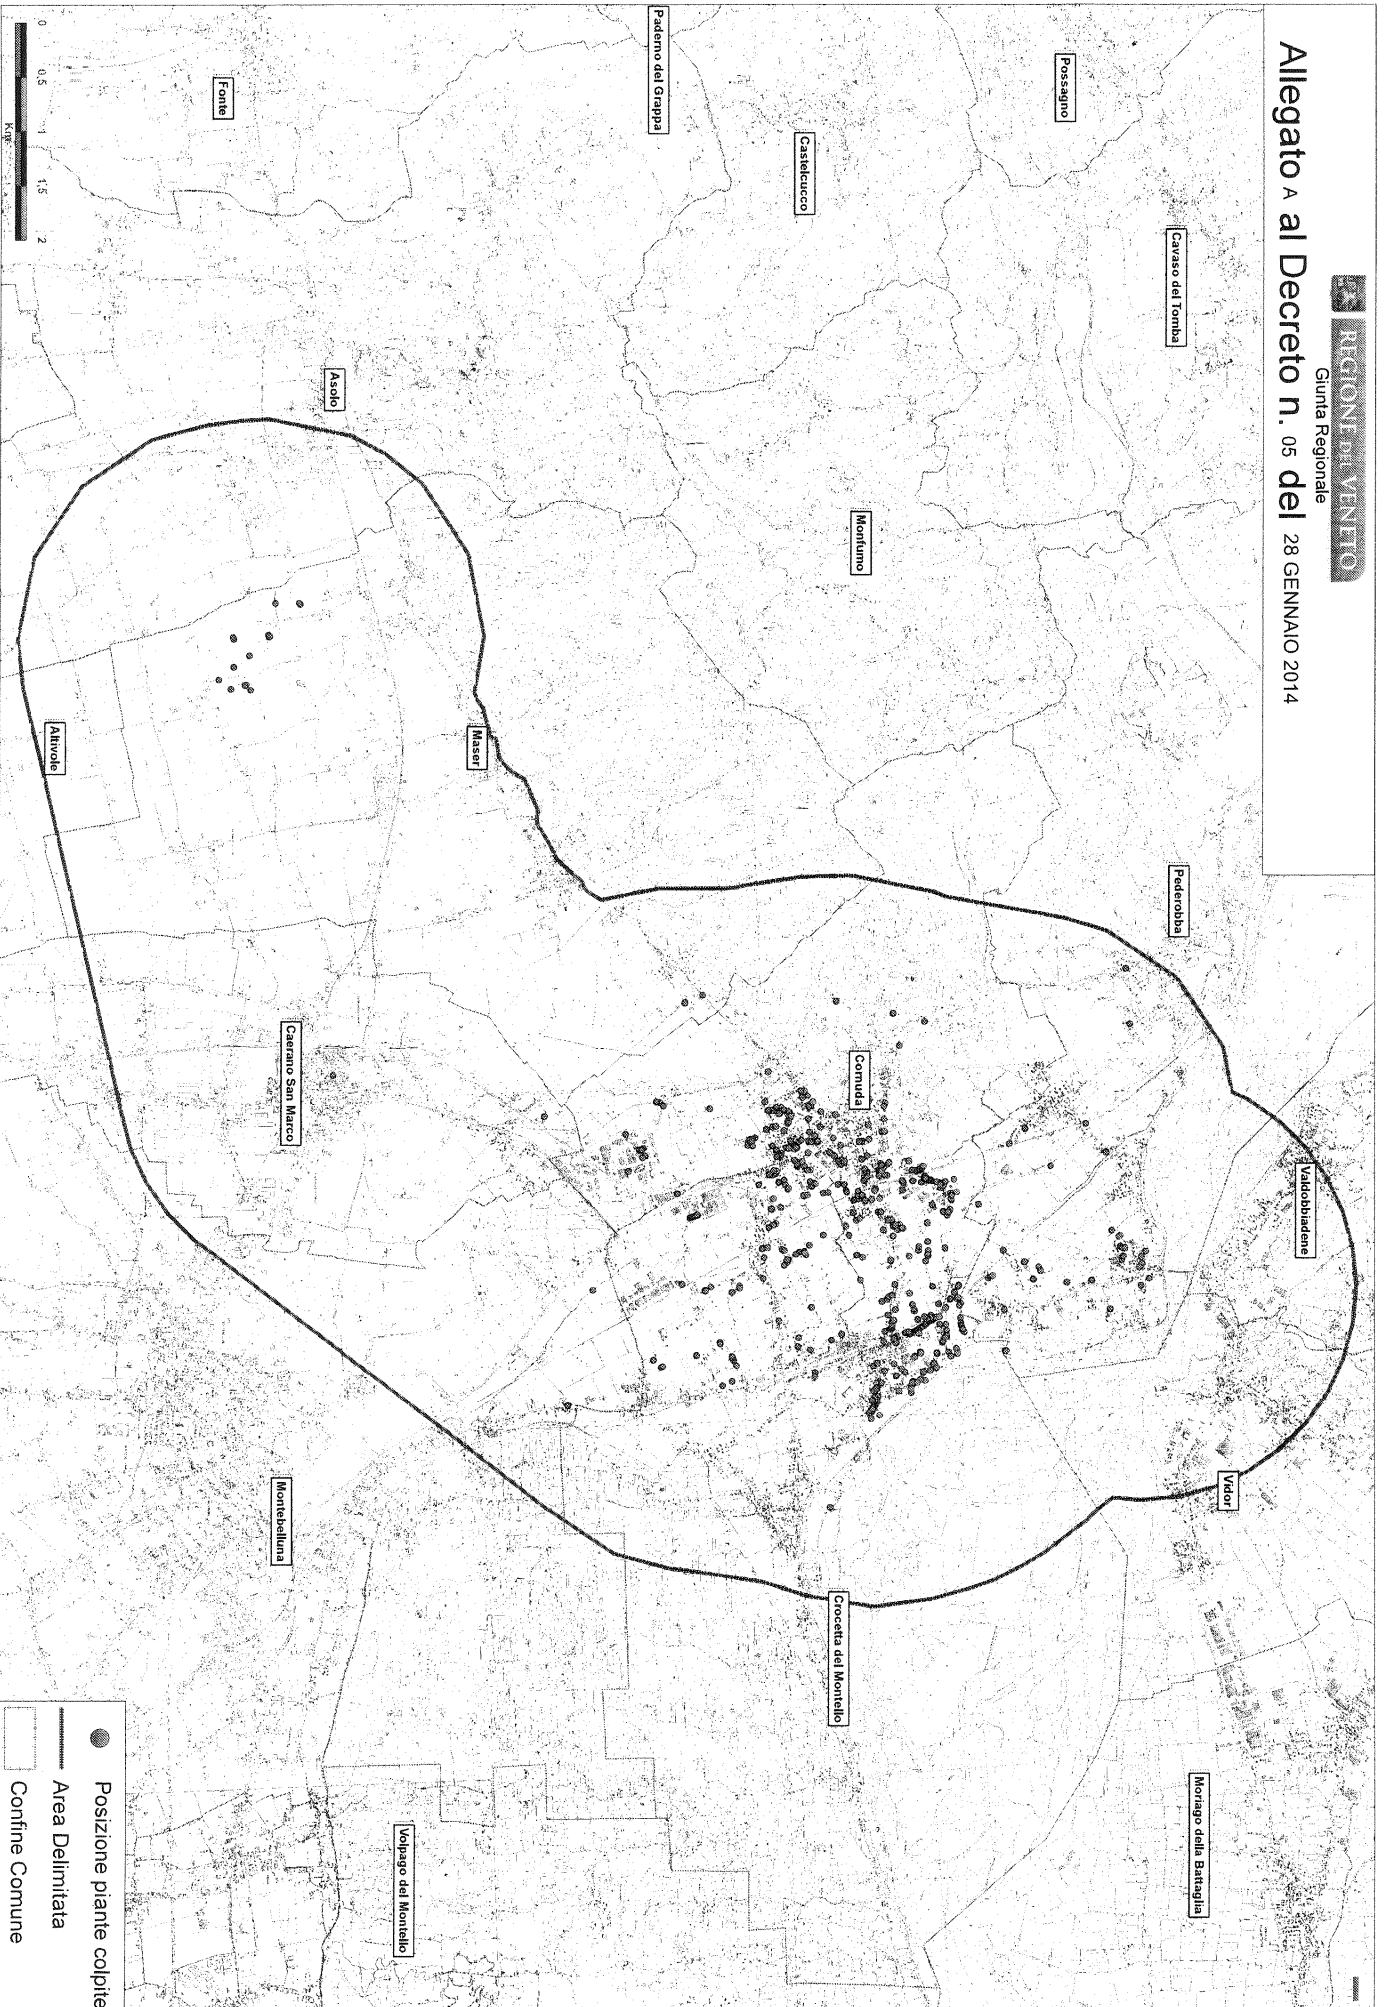 REGIONE DEL VENETO
Giunta Regionale
Allegato A al Decreto n. 05 del 28 GENNAIO 2014
Possagno
Cavaso del Tomba
Pederobba
Valdobbiadene
Vidor
Moriago della Battaglia
Paderno del Grappa
Castelcucco
Monfumo
Cornuda
Crocetta del Montello
Fonte
Asolo
Maser
Altivole
Caerano San Marco
Montebelluna
Volpago del Montello
0 0,5 1 1,5 2
Km
Posizione piante colpite
Area Delimitata
Confine Comune